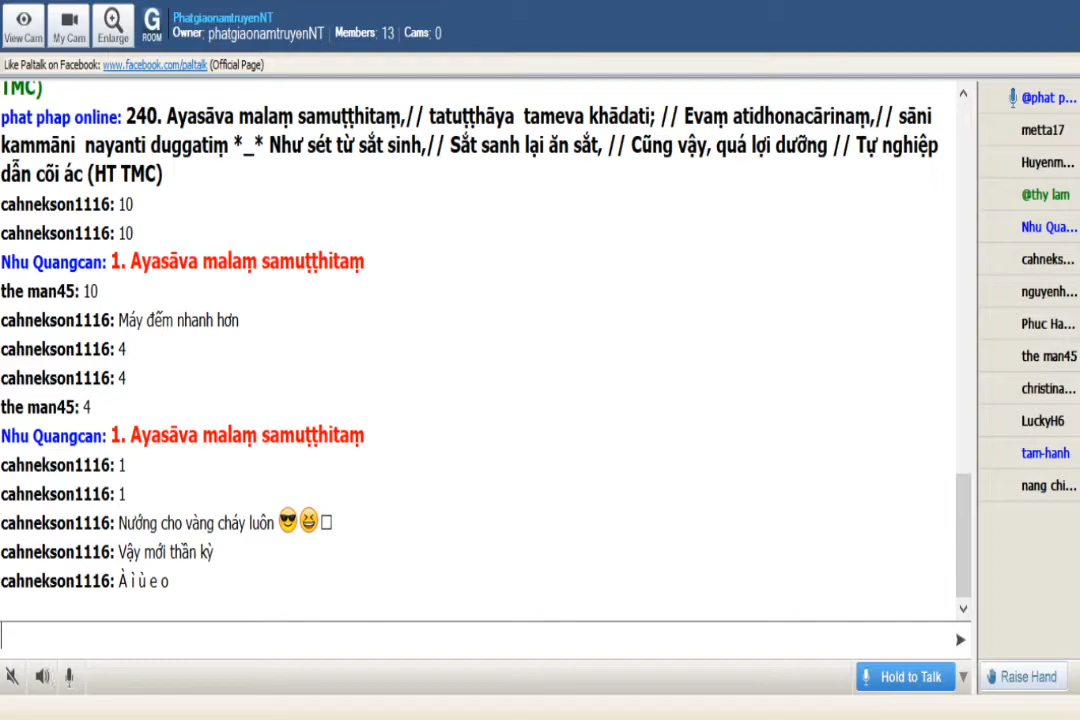 PhatgiaonamtruyenNT
Owner: phatgiaonamtruyenNT Members: 13 Cams: 0
View Cam My Cam Enlarge G ROOM
Like Paltalk on Facebook: www.facebook.com/paltalk (Official Page)
TMC)
phat phap online: 240. Ayasāva malaṃ samuṭṭhitaṃ,// tatuṭṭhāya tameva khādati; // Evaṃ atidhonacārinaṃ,// sāni
kammāni nayanti duggatiṃ *_* Như sét từ sắt sinh,// Sắt sanh lại ăn sắt, // Cũng vậy, quá lợi dưỡng // Tự nghiệp
dẫn cõi ác (HT TMC)
cahnekson1116: 10
cahnekson1116: 10
Nhu Quangcan: 1. Ayasāva malaṃ samuṭṭhitaṃ
the man45: 10
cahnekson1116: Máy đếm nhanh hơn
cahnekson1116: 4
cahnekson1116: 4
the man45: 4
Nhu Quangcan: 1. Ayasāva malaṃ samuṭṭhitaṃ
cahnekson1116: 1
cahnekson1116: 1
cahnekson1116: Nướng cho vàng cháy luôn 😎😆□
cahnekson1116: Vậy mới thần kỳ
cahnekson1116: À ì ù e o
@phat p...
metta17
Huyenm...
@thy lam
Nhu Qua...
cahneks...
nguyenh...
Phuc Ha...
the man45
christina...
LuckyH6
tam-hanh
nang chi...
Hold to Talk
Raise Hand